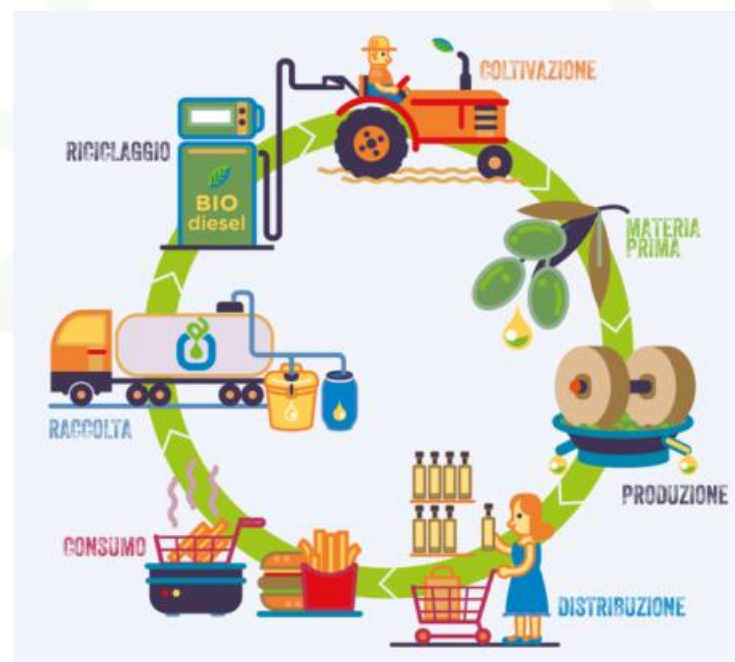 COLTIVAZIONE
MATERIA
PRIMA
PRODUZIONE
DISTRIBUZIONE
CONSUMO
RACCOLTA
RICICLAGGIO
BIO
diesel